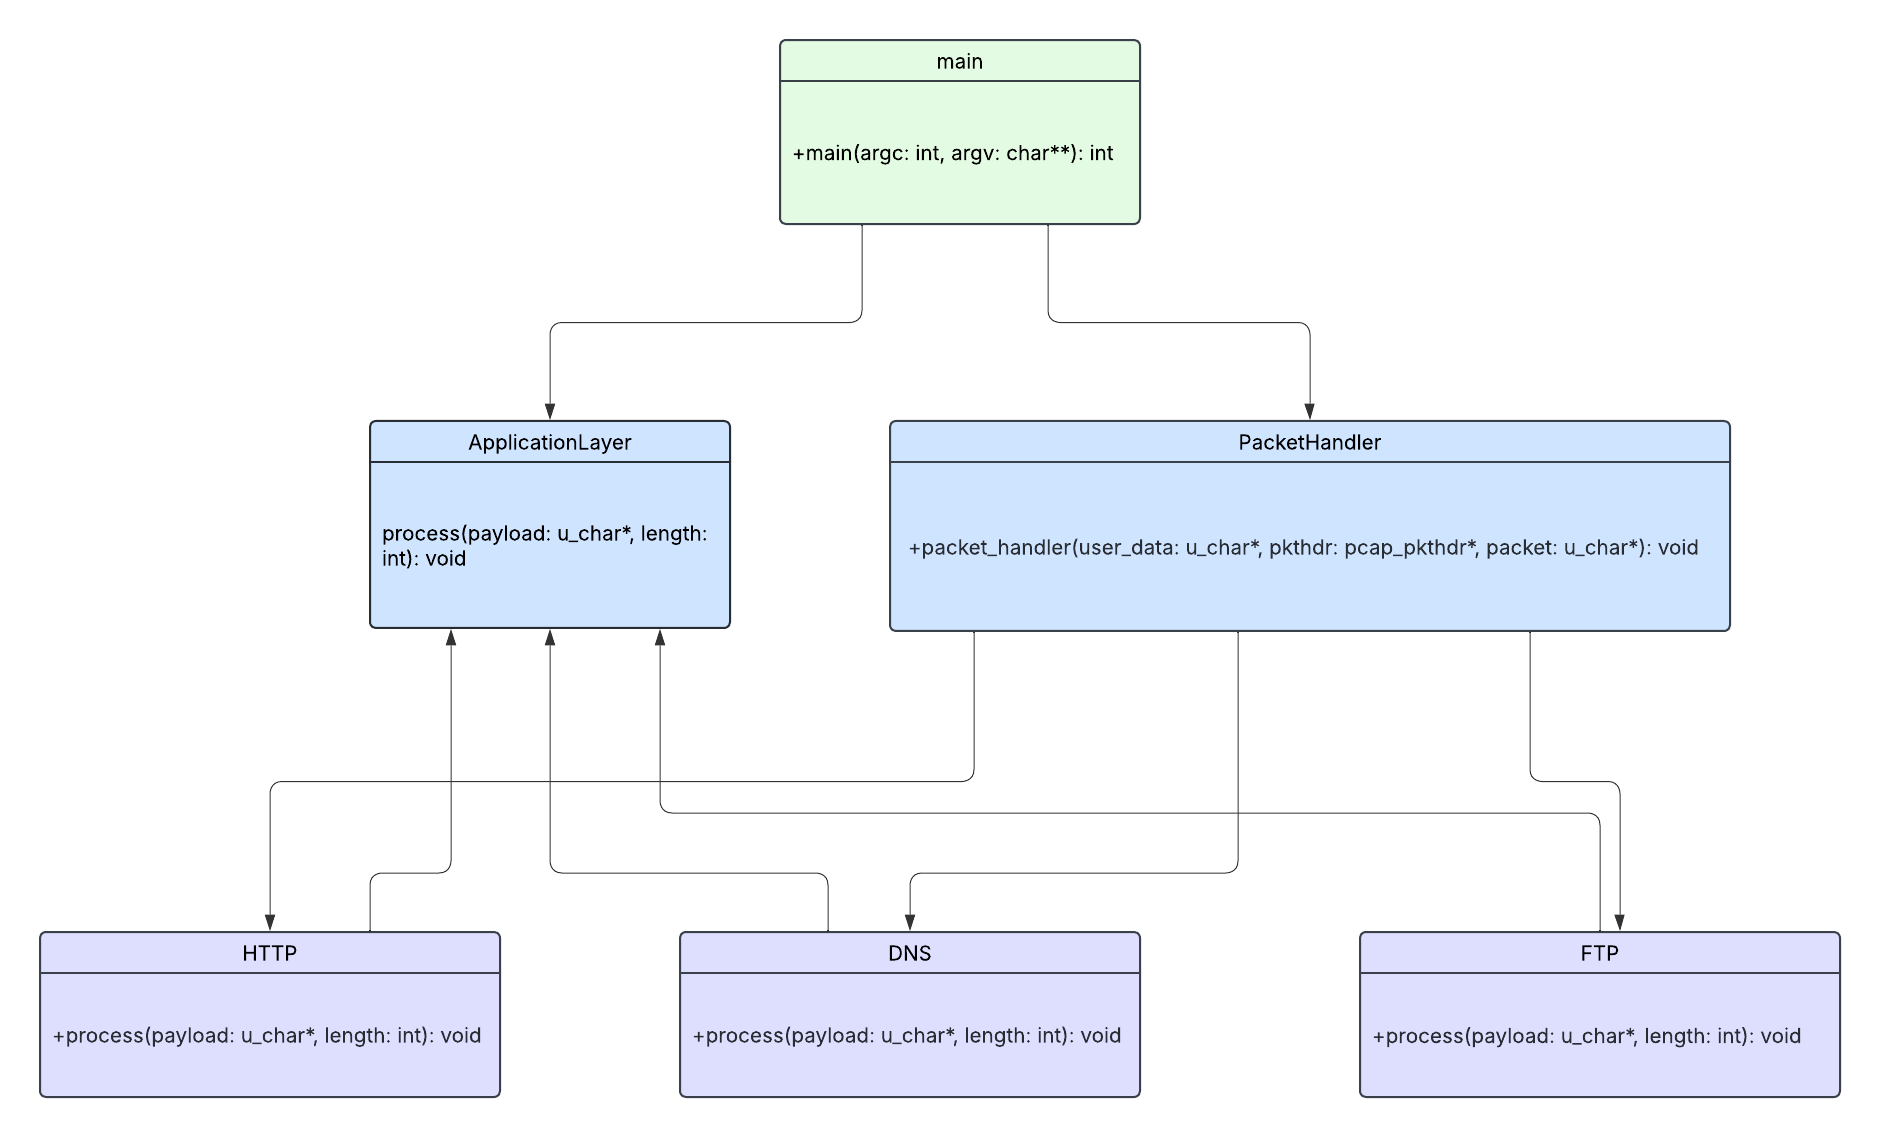 main
+main(argc: int, argv: char**): int
ApplicationLayer
process(payload: u_char*, length:
int): void
PacketHandler
+packet_handler(user_data: u_char*, pkthdr: pcap_pkthdr*, packet: u_char*): void
HTTP
+process(payload: u_char*, length: int): void
DNS
+process(payload: u_char*, length: int): void
FTP
+process(payload: u_char*, length: int): void